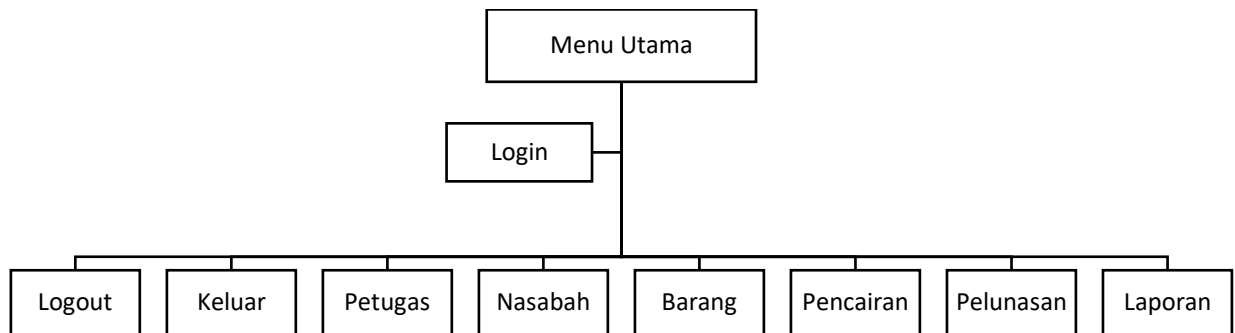 Menu Utama
Login
Logout
Keluar
Petugas
Nasabah
Barang
Pencairan
Pelunasan
Laporan